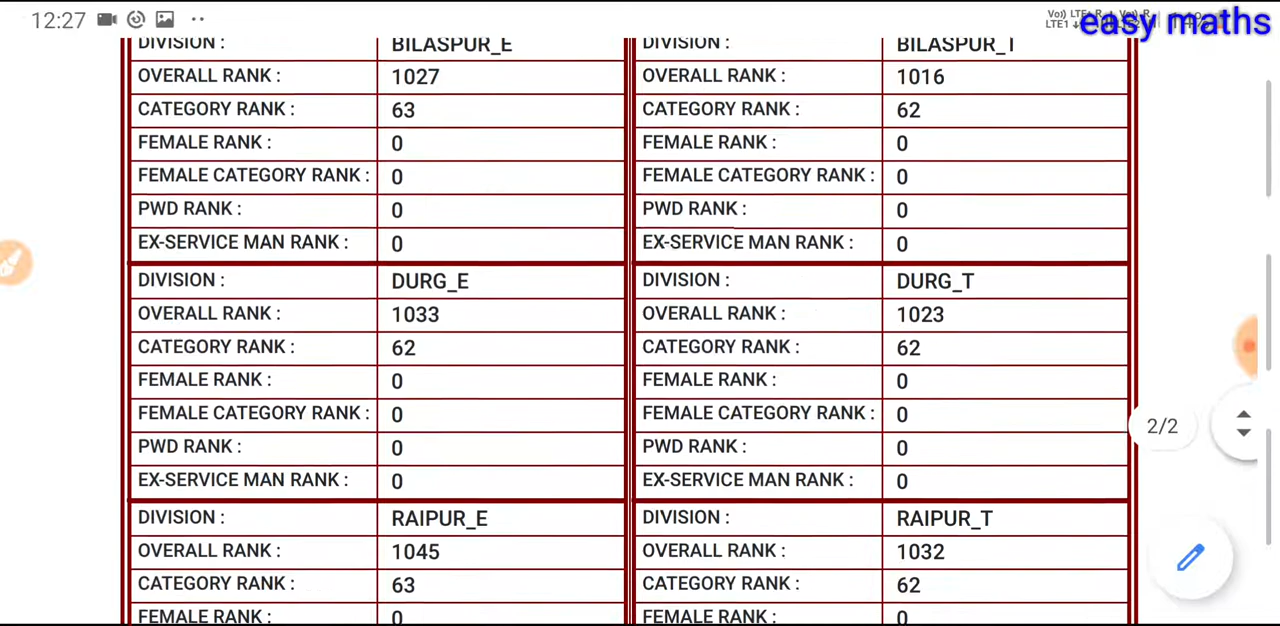 12:27
easy maths
DIVISION : BILASPUR_E DIVISION : BILASPUR_T
OVERALL RANK : 1027 OVERALL RANK : 1016
CATEGORY RANK : 63 CATEGORY RANK : 62
FEMALE RANK : 0 FEMALE RANK : 0
FEMALE CATEGORY RANK : 0 FEMALE CATEGORY RANK : 0
PWD RANK : 0 PWD RANK : 0
EX-SERVICE MAN RANK : 0 EX-SERVICE MAN RANK : 0
DIVISION : DURG_E DIVISION : DURG_T
OVERALL RANK : 1033 OVERALL RANK : 1023
CATEGORY RANK : 62 CATEGORY RANK : 62
FEMALE RANK : 0 FEMALE RANK : 0
FEMALE CATEGORY RANK : 0 FEMALE CATEGORY RANK : 0
PWD RANK : 0 PWD RANK : 0
2/2
EX-SERVICE MAN RANK : 0 EX-SERVICE MAN RANK : 0
DIVISION : RAIPUR_E DIVISION : RAIPUR_T
OVERALL RANK : 1045 OVERALL RANK : 1032
CATEGORY RANK : 63 CATEGORY RANK : 62
FEMALE RANK : 0 FEMALE RANK : 0